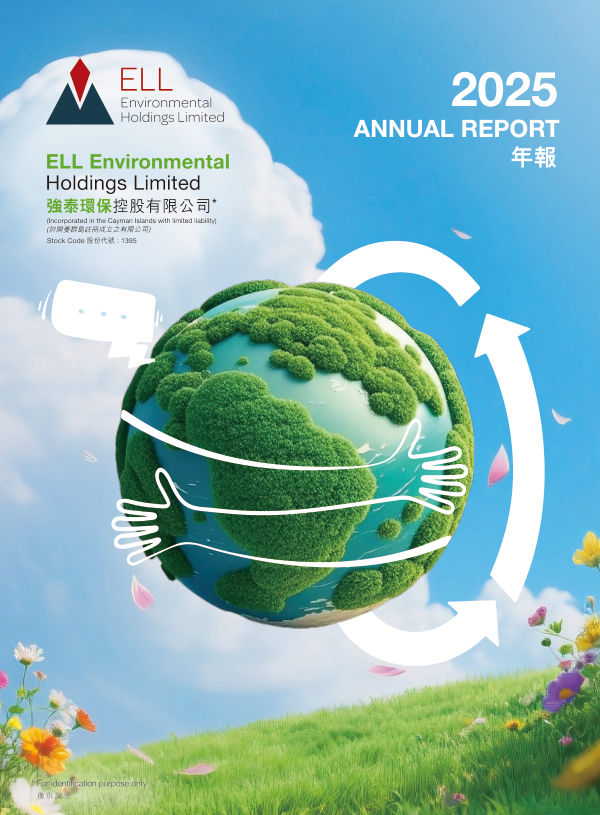 ELL
Environmental
Holdings Limited
2025
ANNUAL REPORT
年報
ELL Environmental
Holdings Limited
強泰環保控股有限公司*
(Incorporated in the Cayman Islands with limited liability)
(於開曼群島註冊成立之有限公司)
Stock Code 股份代號：1395
* For identification purpose only
僅供識別